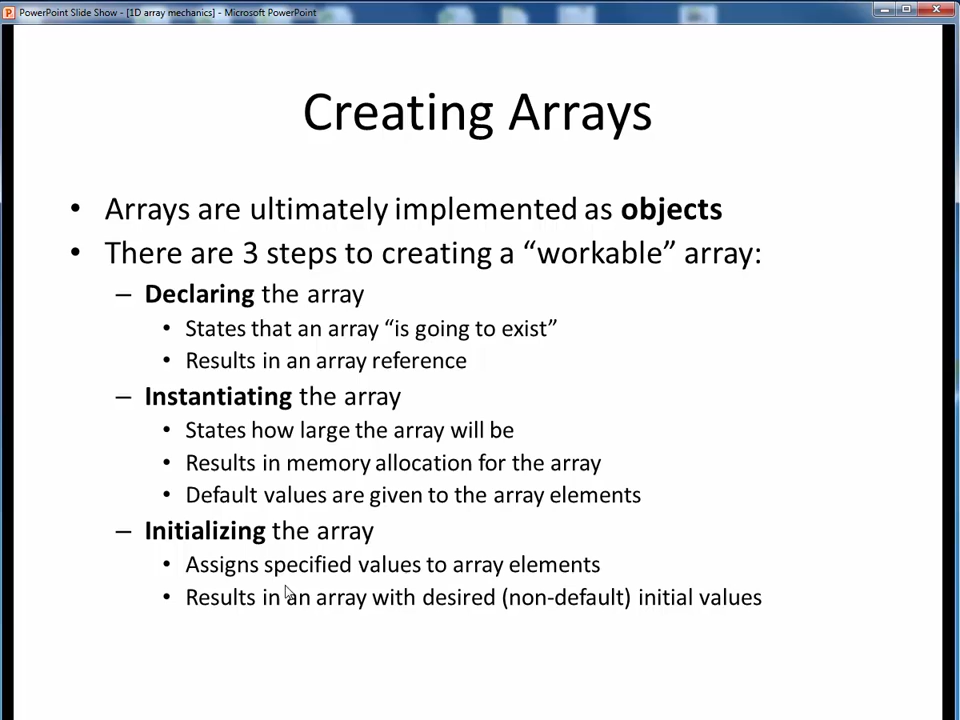 PowerPoint Slide Show - [1D array mechanics] - Microsoft PowerPoint
Creating Arrays
• Arrays are ultimately implemented as objects
• There are 3 steps to creating a “workable” array:
– Declaring the array
• States that an array “is going to exist”
• Results in an array reference
– Instantiating the array
• States how large the array will be
• Results in memory allocation for the array
• Default values are given to the array elements
– Initializing the array
• Assigns specified values to array elements
• Results in an array with desired (non-default) initial values